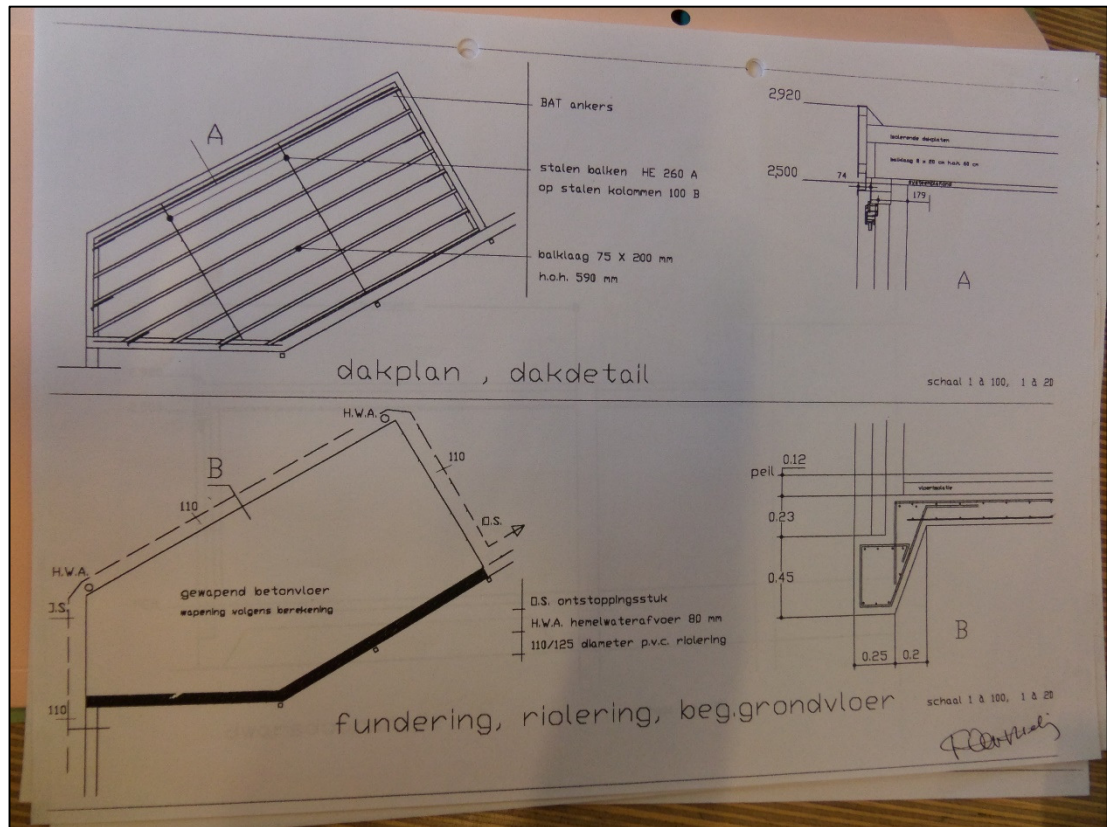 A
BAT ankers
stalen balken HE 260 A
op stalen kolommen 100 B
balklaag 75 X 200 mm
h.o.h. 590 mm
dakplan , dakdetail
2,920
2,500
74
isolerende dakplaten
179
A
schaal 1 à 100, 1 à 20
H.W.A.
B
110
110
O.S.
H.W.A.
O.S.
gewapend betonvloer
wapening volgens berekening
110
O.S. ontstoppingsstuk
H.W.A. hemelwaterafvoer 80 mm
110/125 diameter p.v.c. riolering
fundering, riolering, beg.grondvloer
peil 0.12
vloerisolatie
0.23
0.45
0.25
0.2
B
schaal 1 à 100, 1 à 20